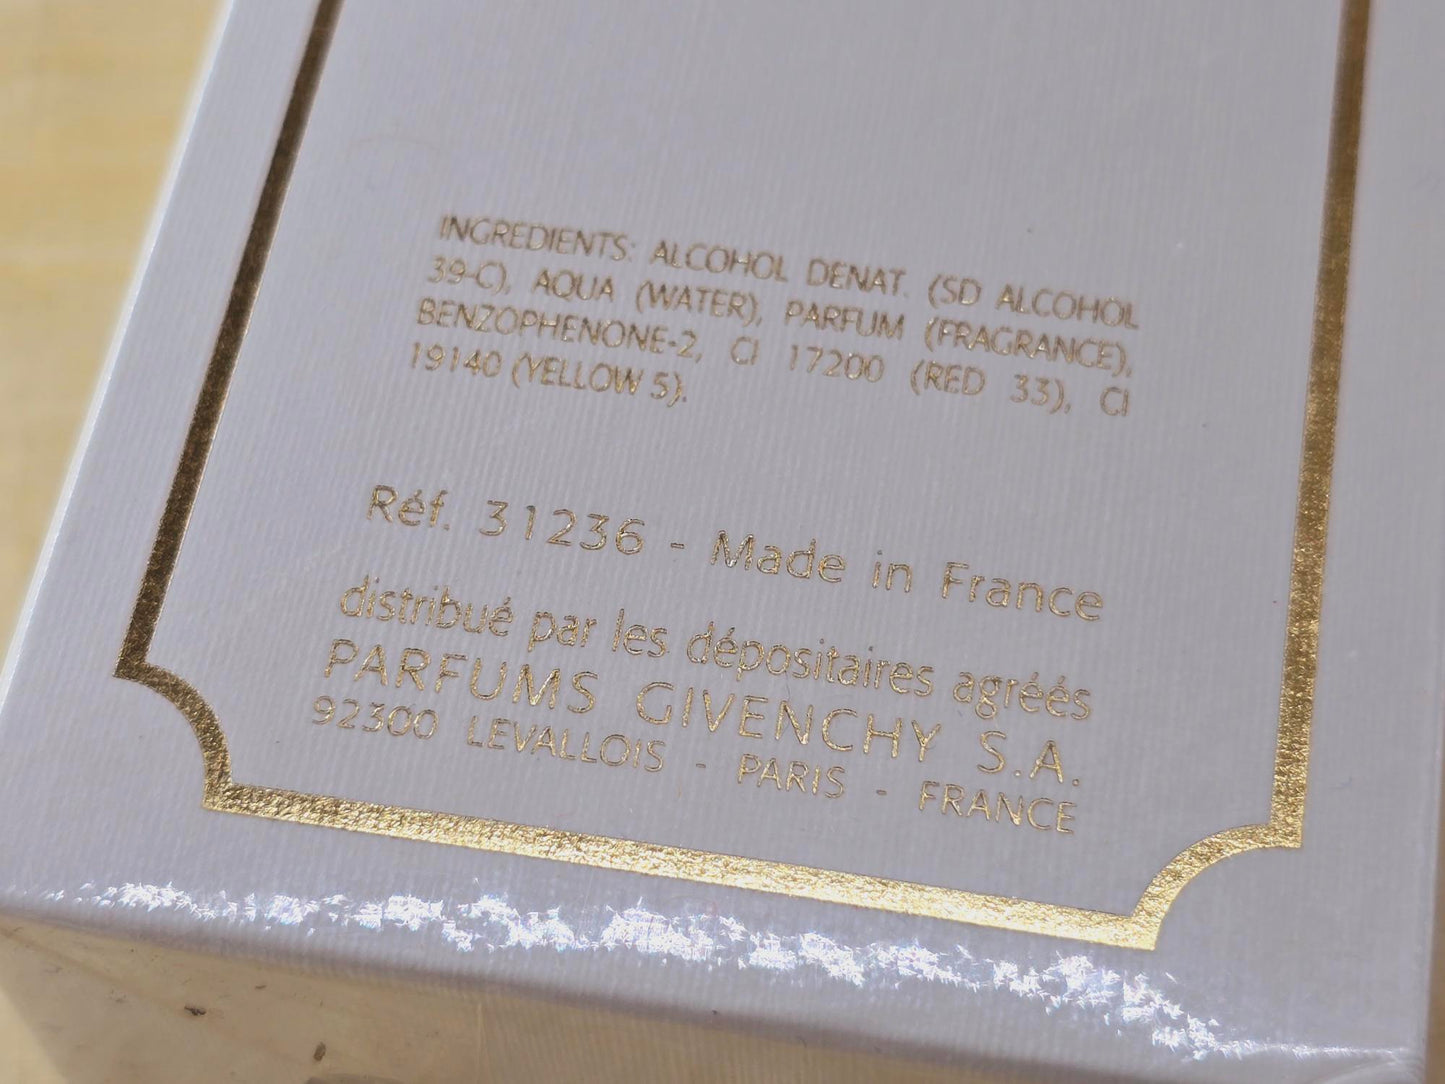 INGREDIENTS: ALCOHOL DENAT. (SD ALCOHOL
39-C), AQUA (WATER), PARFUM (FRAGRANCE),
BENZOPHENONE-2, CI 17200 (RED 33), CI
19140 (YELLOW 5).
Réf. 31236 - Made in France
distribué par les dépositaires agréés
PARFUMS GIVENCHY S.A.
92300 LEVALLOIS - PARIS - FRANCE